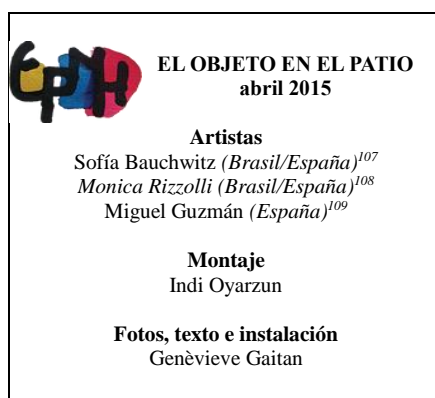 EPNH
EL OBJETO EN EL PATIO
abril 2015
Artistas
Sofía Bauchwitz (Brasil/España)107
Monica Rizzolli (Brasil/España)108
Miguel Guzmán (España)109
Montaje
Indi Oyarzun
Fotos, texto e instalación
Genèvieve Gaitan